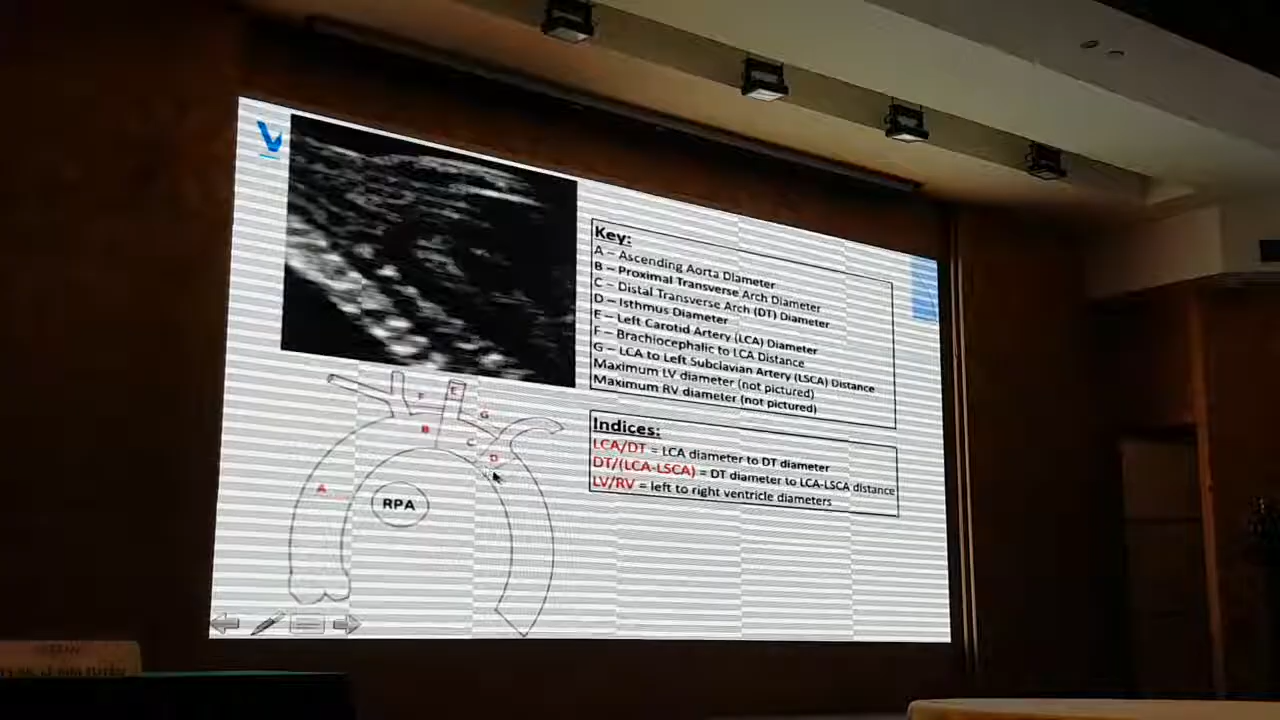 Key:
A – Ascending Aorta Diameter
B – Proximal Transverse Arch Diameter
C – Distal Transverse Arch (DT) Diameter
D – Isthmus Diameter
E – Left Carotid Artery (LCA) Diameter
F – Brachiocephalic to LCA Distance
G – LCA to Left Subclavian Artery (LSCA) Distance
Maximum LV diameter (not pictured)
Maximum RV diameter (not pictured)
Indices:
LCA/DT = LCA diameter to DT diameter
DT/(LCA-LSCA) = DT diameter to LCA-LSCA distance
LV/RV = left to right ventricle diameters
F
E
G
B
C
D
A
RPA